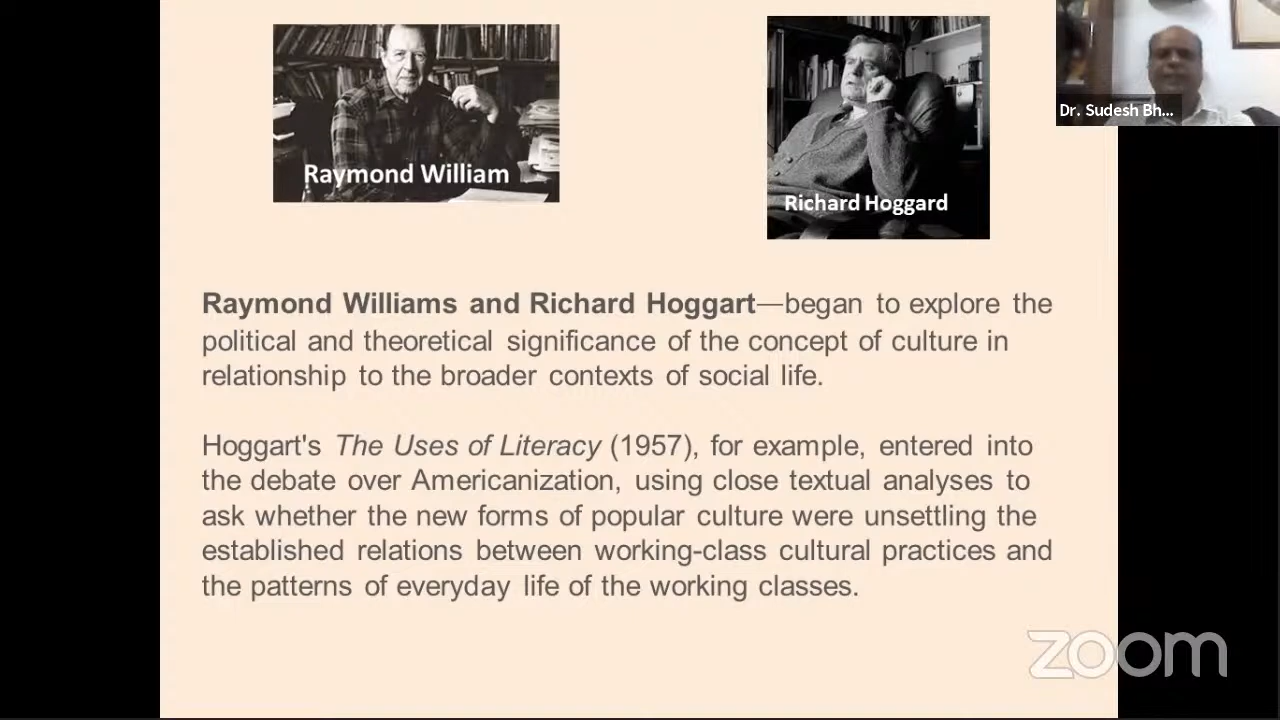 Raymond William
Richard Hoggard
Dr. Sudesh Bh...
Raymond Williams and Richard Hoggart—began to explore the
political and theoretical significance of the concept of culture in
relationship to the broader contexts of social life.
Hoggart's The Uses of Literacy (1957), for example, entered into
the debate over Americanization, using close textual analyses to
ask whether the new forms of popular culture were unsettling the
established relations between working-class cultural practices and
the patterns of everyday life of the working classes.
zoom